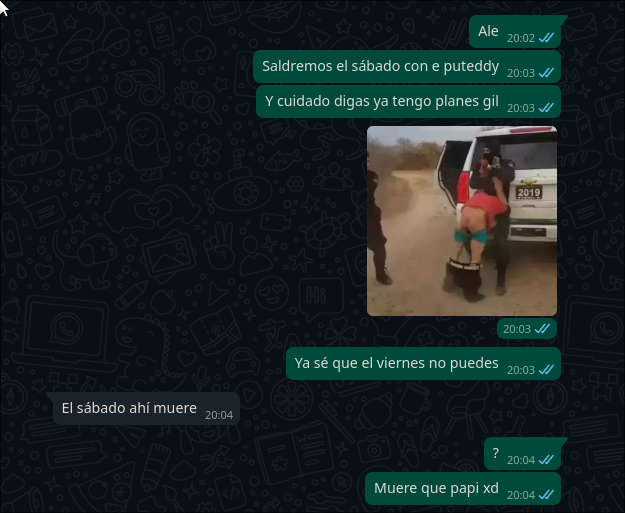 Ale 20:02
Saldremos el sábado con e puteddy 20:03
Y cuidado digas ya tengo planes gil 20:03
2019
20:03
Ya sé que el viernes no puedes 20:03
El sábado ahí muere 20:04
? 20:04
Muere que papi xd 20:04